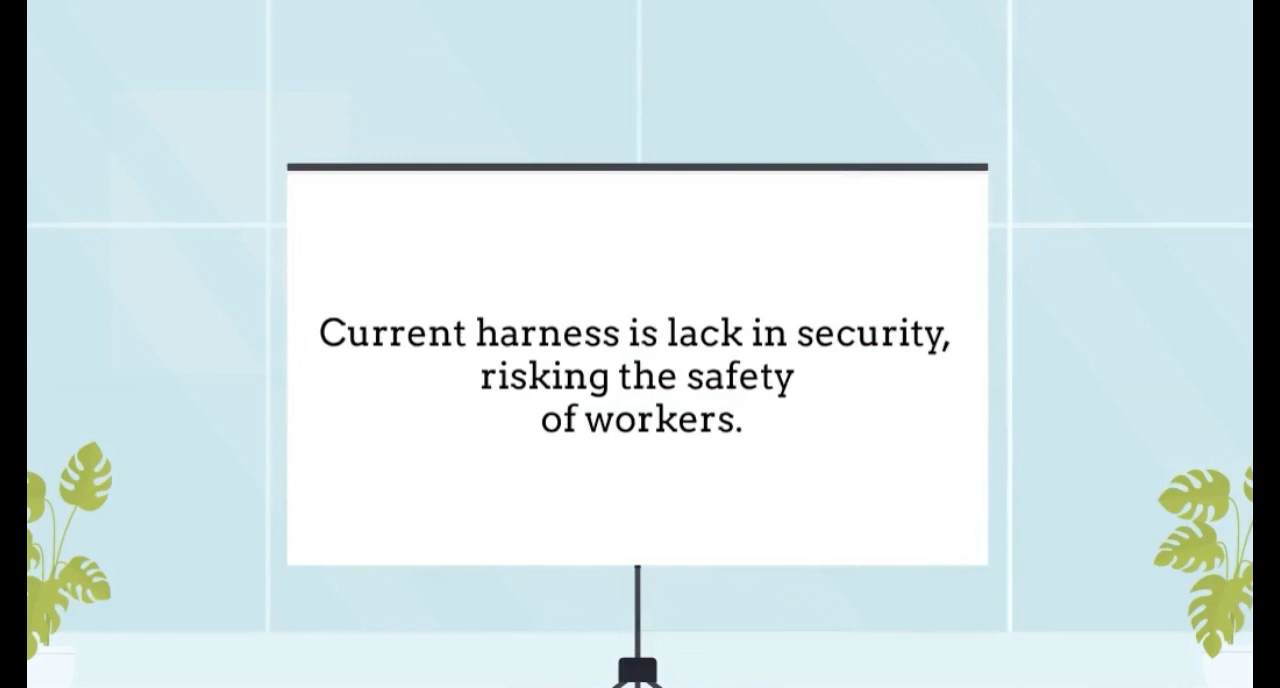 Current harness is lack in security,
risking the safety
of workers.